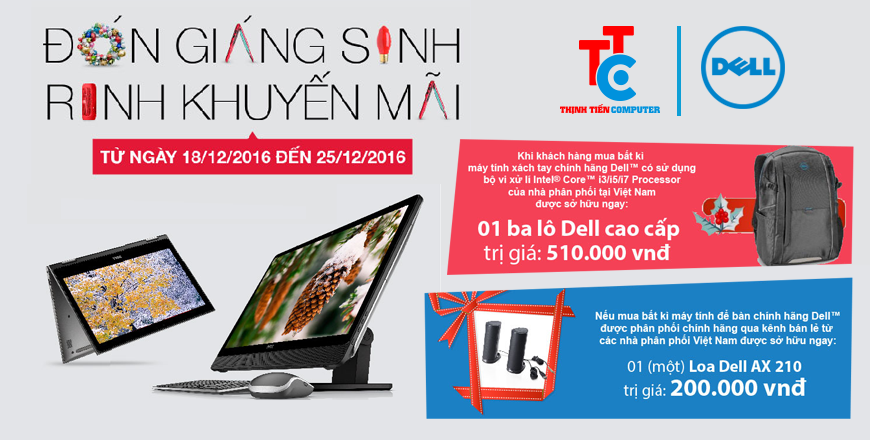 ĐÓN GIÁNG SINH
RINH KHUYẾN MÃI
TỪ NGÀY 18/12/2016 ĐẾN 25/12/2016
TTC
THỊNH TIẾN COMPUTER
DELL
Khi khách hàng mua bất kì
máy tính xách tay chính hãng Dell™ có sử dụng
bộ vi xử lí Intel® Core™ i3/i5/i7 Processor
của nhà phân phối tại Việt Nam
được sở hữu ngay:
01 ba lô Dell cao cấp
trị giá: 510.000 vnđ
Nếu mua bất kì máy tính để bàn chính hãng Dell™
được phân phối chính hãng qua kênh bán lẻ từ
các nhà phân phối Việt Nam được sở hữu ngay:
01 (một) Loa Dell AX 210
trị giá: 200.000 vnđ